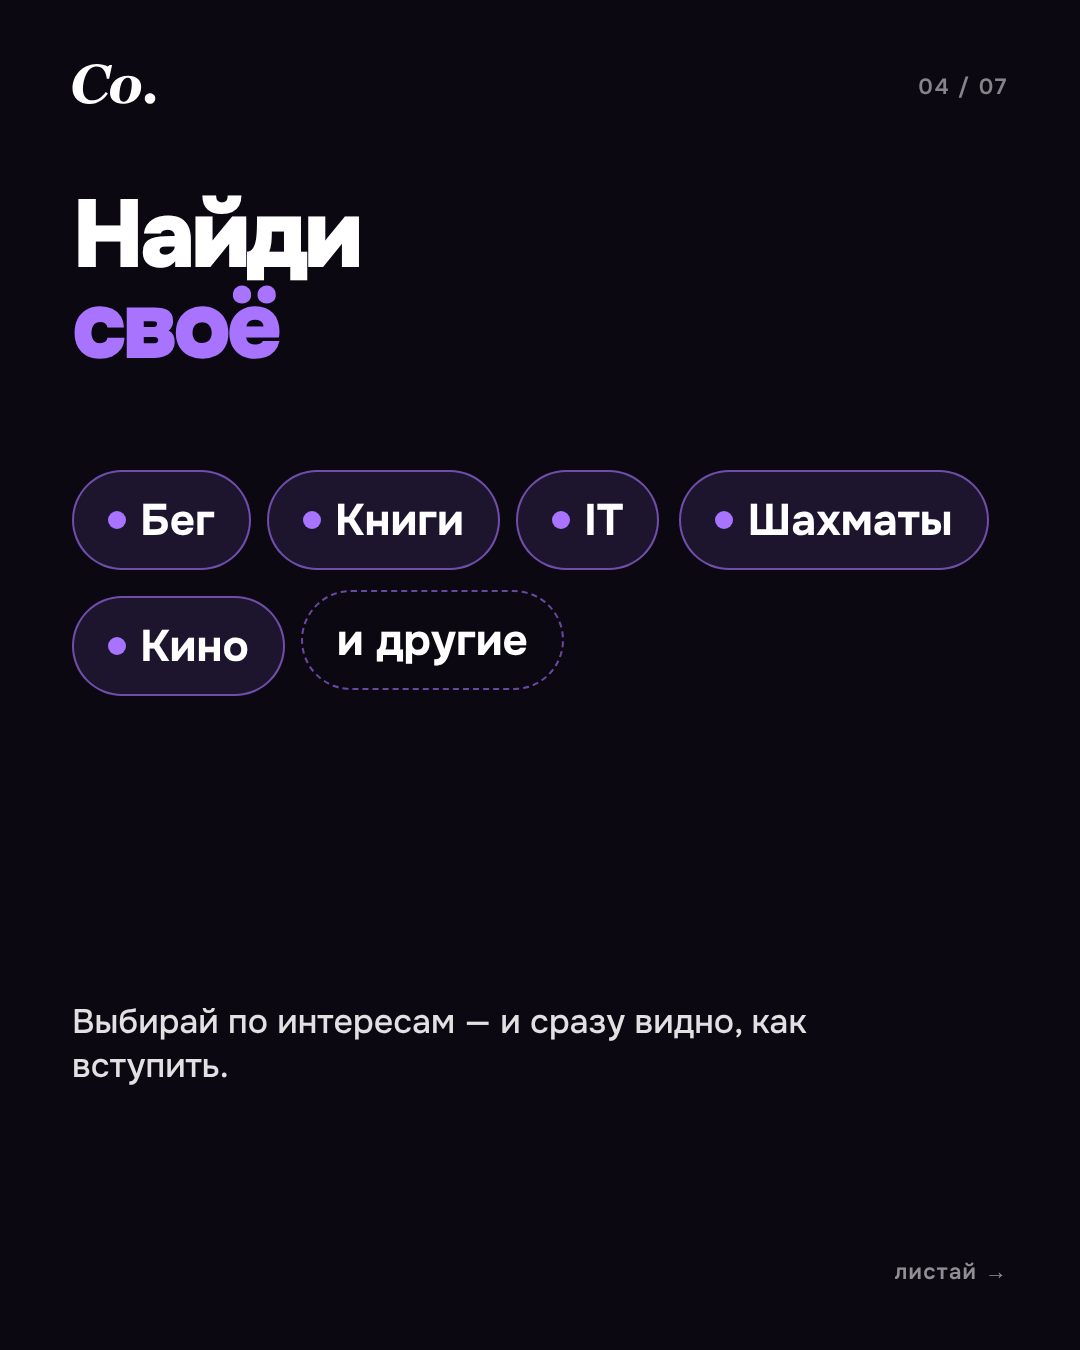 Co.
04 / 07
Найди
своё
Бег
Книги
IT
Шахматы
Кино
и другие
Выбирай по интересам — и сразу видно, как
вступить.
листай →